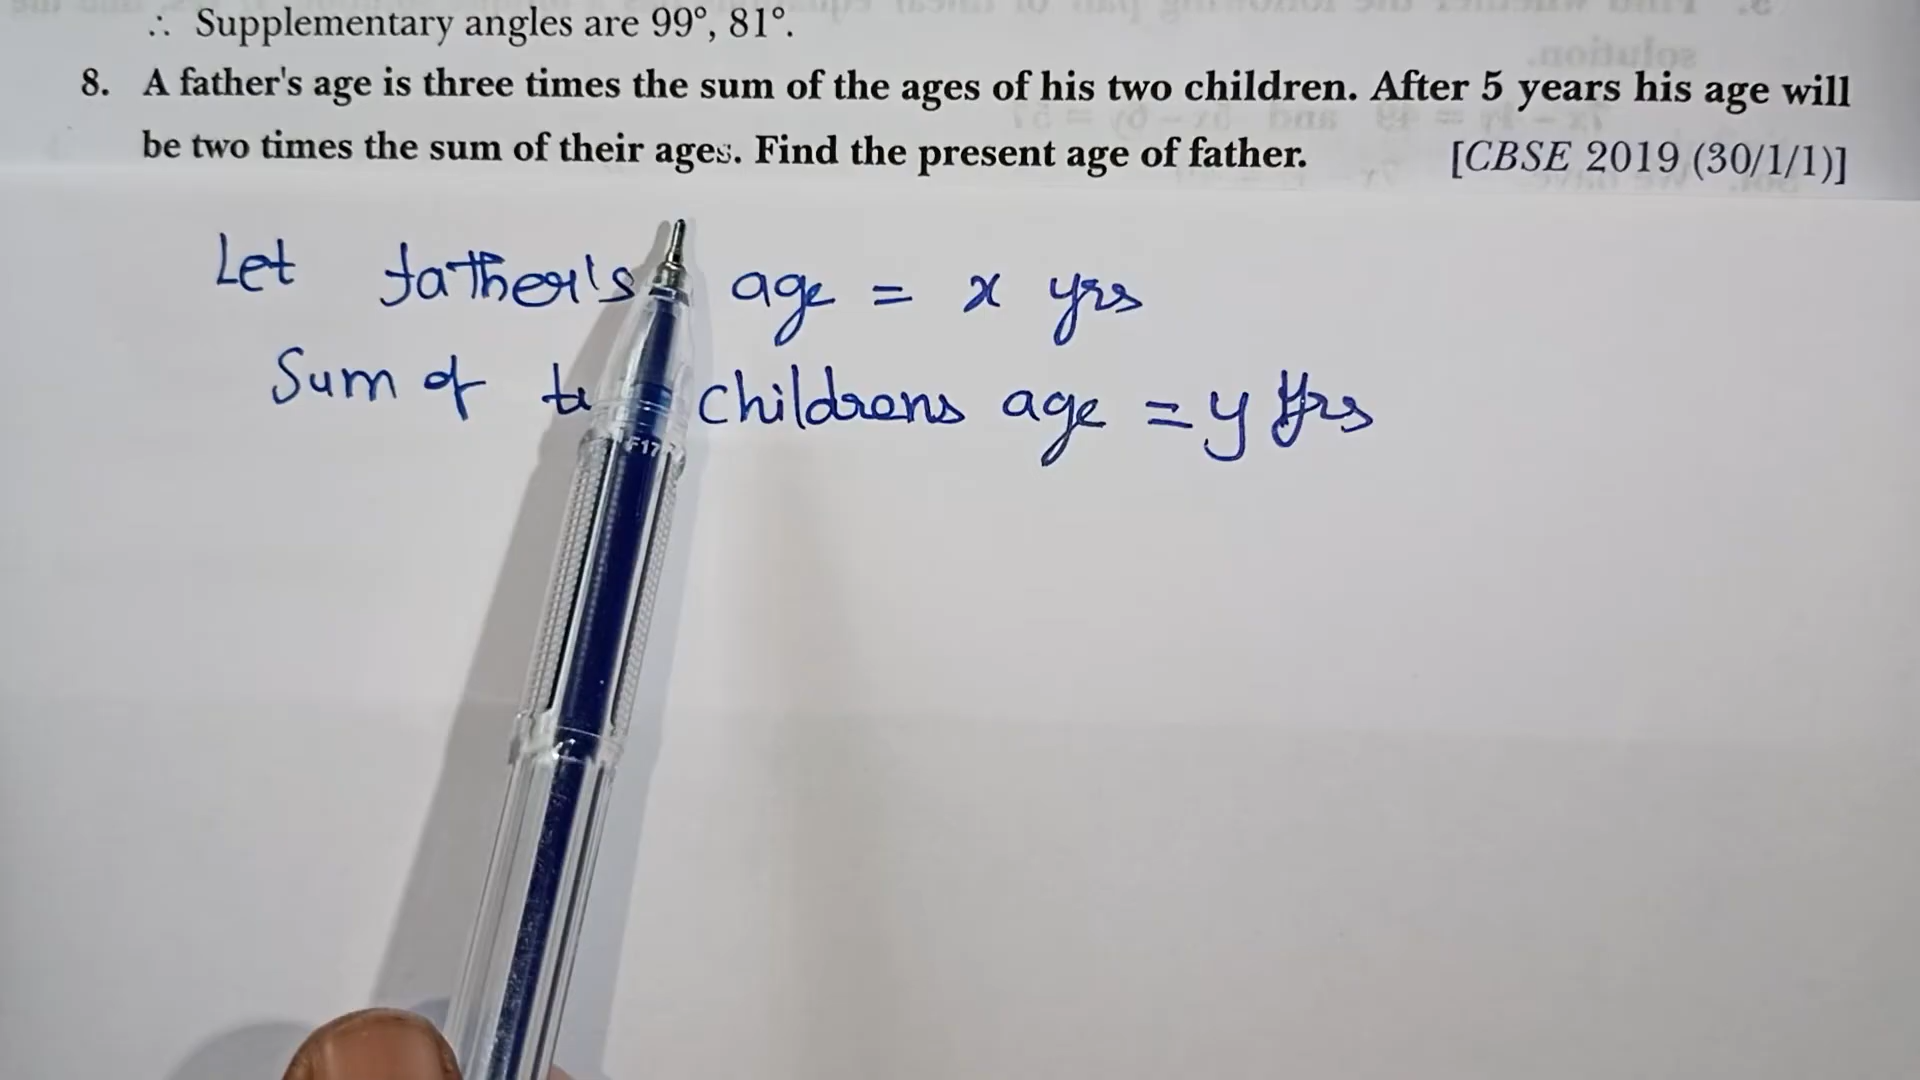 ∴ Supplementary angles are 99°, 81°.
8. A father's age is three times the sum of the ages of his two children. After 5 years his age will
be two times the sum of their ages. Find the present age of father. [CBSE 2019 (30/1/1)]
Let father's age = x yrs
Sum of childrens age = y yrs
F17